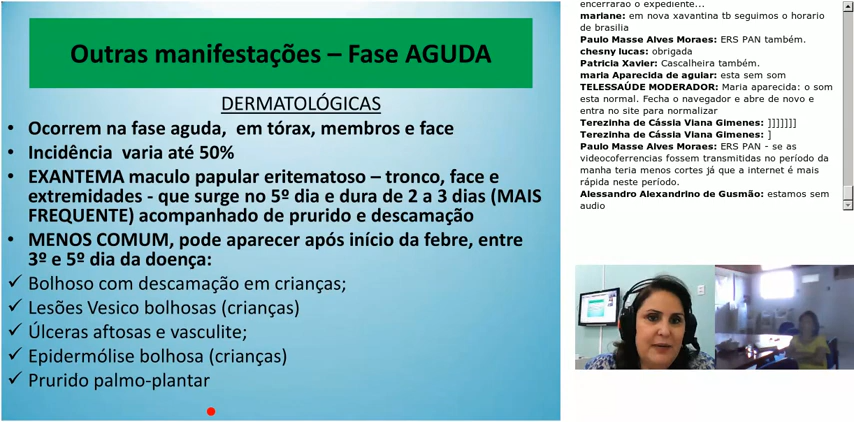 Outras manifestações – Fase AGUDA
DERMATOLÓGICAS
• Ocorrem na fase aguda, em tórax, membros e face
• Incidência varia até 50%
• EXANTEMA maculo papular eritematoso – tronco, face e
extremidades - que surge no 5º dia e dura de 2 a 3 dias (MAIS
FREQUENTE) acompanhado de prurido e descamação
• MENOS COMUM, pode aparecer após início da febre, entre
3º e 5º dia da doença:
✓ Bolhoso com descamação em crianças;
✓ Lesões Vesico bolhosas (crianças)
✓ Úlceras aftosas e vasculite;
✓ Epidermólise bolhosa (crianças)
✓ Prurido palmo-plantar
encerrarão o expediente...
mariane: em nova xavantina tb seguimos o horario
de brasilia
Paulo Masse Alves Moraes: ERS PAN também.
chesny lucas: obrigada
Patricia Xavier: Cascalheira também.
maria Aparecida de aguiar: esta sem som
TELESSAÚDE MODERADOR: Maria aparecida: o som
esta normal. Fecha o navegador e abre de novo e
entra no site para normalizar
Terezinha de Cássia Viana Gimenes: ]]]]]]]
Terezinha de Cássia Viana Gimenes: ]
Paulo Masse Alves Moraes: ERS PAN - se as
videocoferrencias fossem transmitidas no período da
manha teria menos cortes já que a internet é mais
rápida neste período.
Alessandro Alexandrino de Gusmão: estamos sem
audio